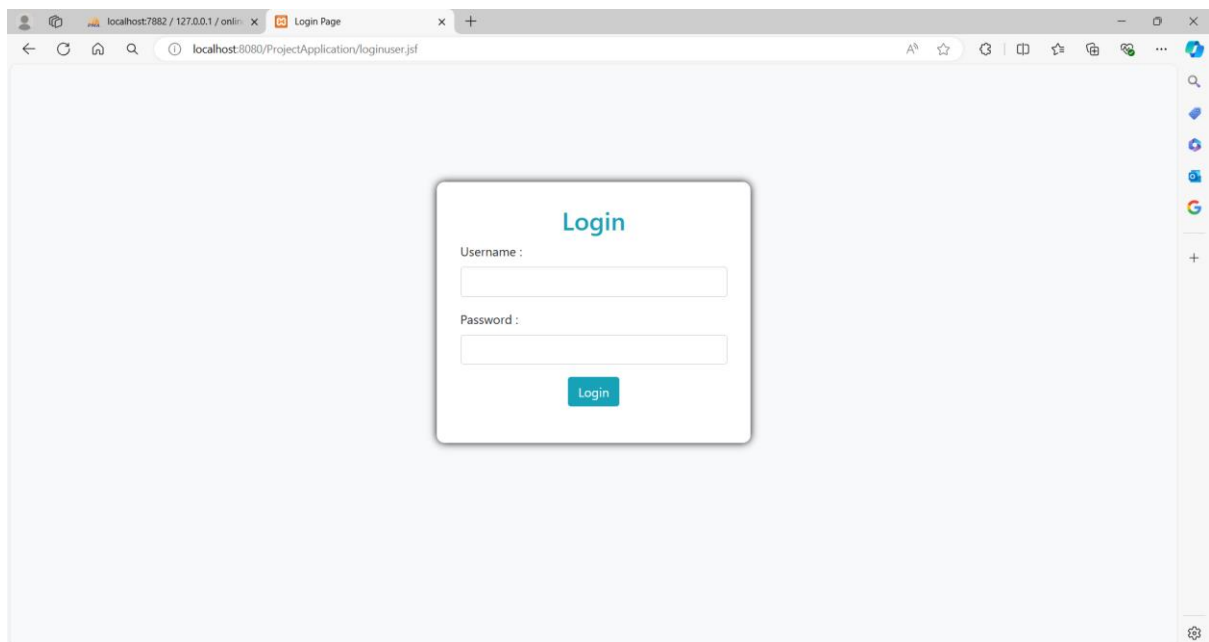 localhost:7882 / 127.0.0.1 / onlin
Login Page
localhost:8080/ProjectApplication/loginuser.jsf
Login
Username :
Password :
Login